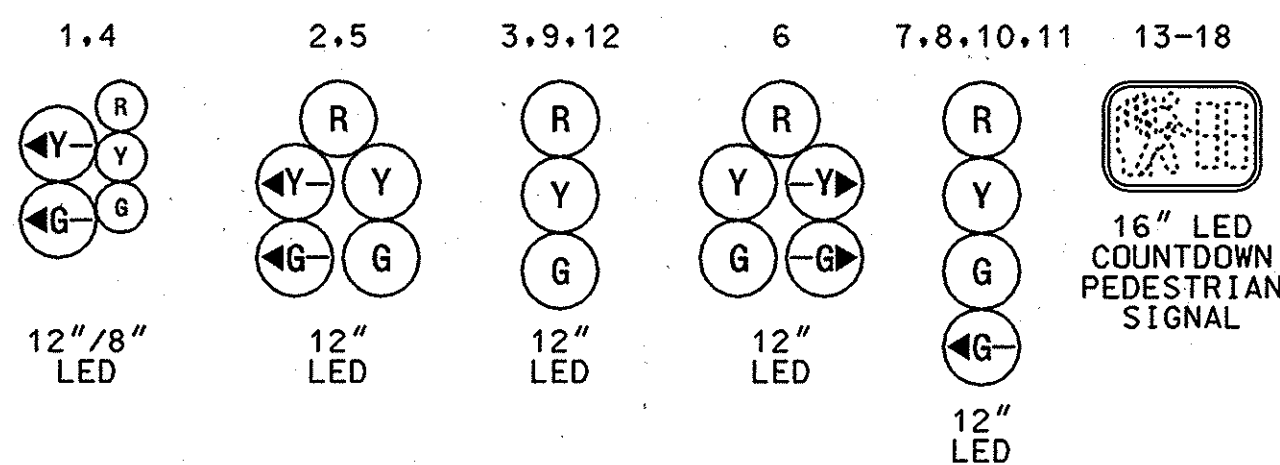 1,4 2,5 3,9,12 6 7,8,10,11 13-18
R
R
R
R
R
Y
Y
Y
Y
Y
Y
Y
Y
Y
G
G
G
G
G
G
G
G
G
G
16" LED
COUNTDOWN
PEDESTRIAN
SIGNAL
12"/8"
LED
12"
LED
12"
LED
12"
LED
12"
LED